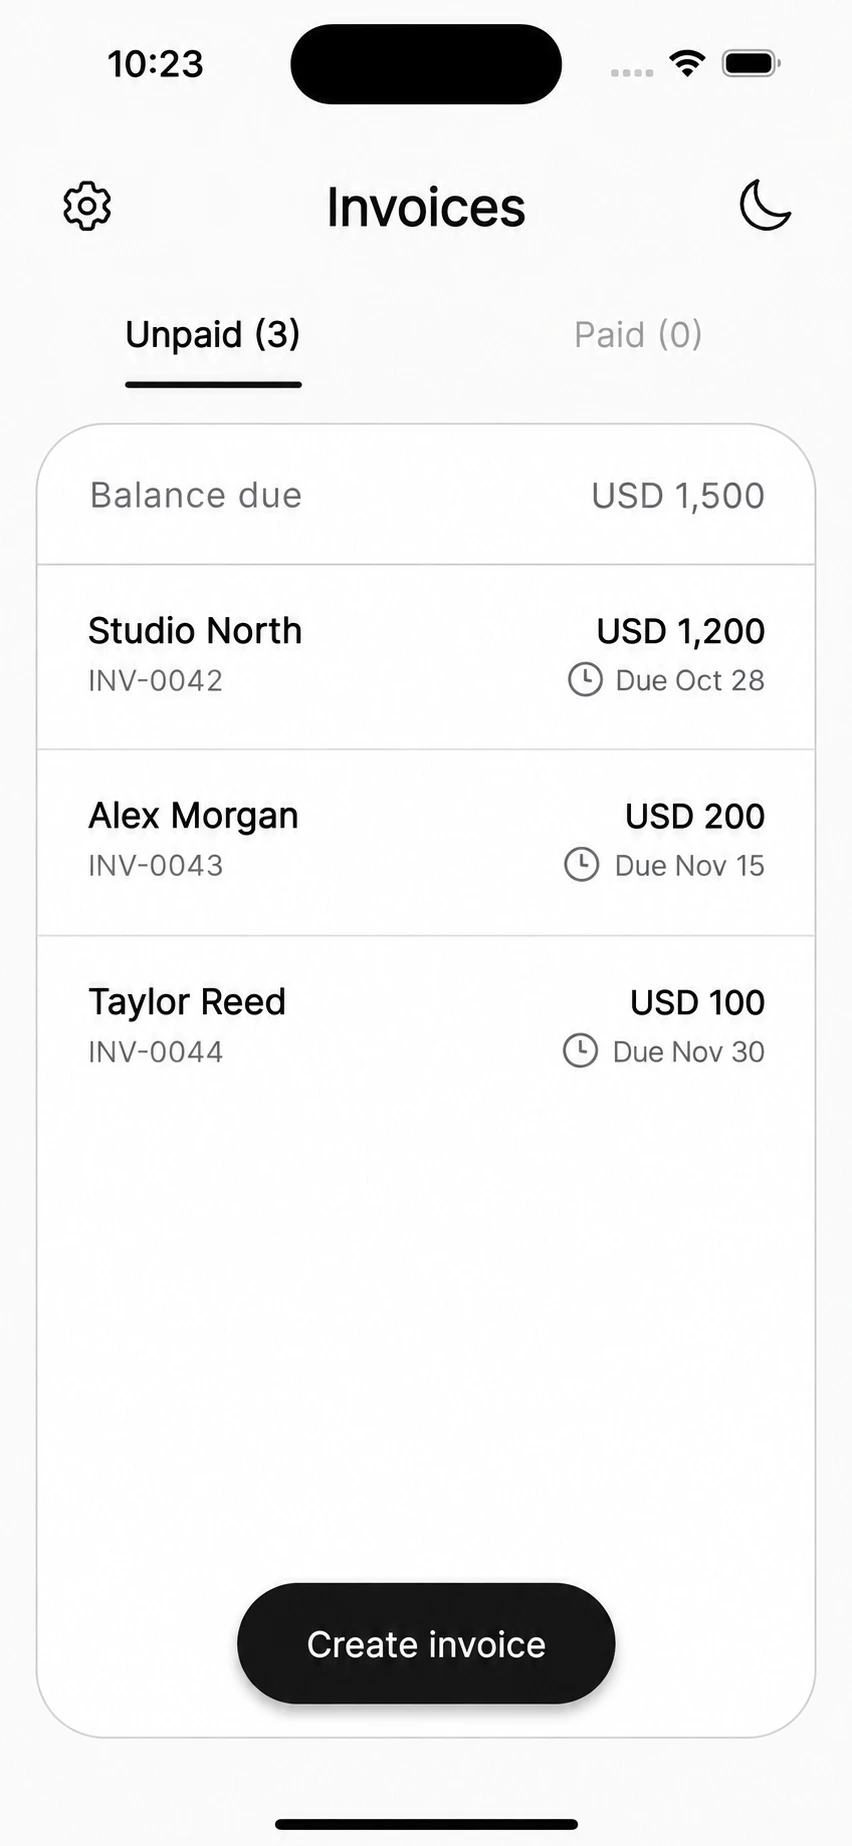 10:23
Invoices
Unpaid (3) Paid (0)
Balance due USD 1,500
Studio North USD 1,200
INV-0042 Due Oct 28
Alex Morgan USD 200
INV-0043 Due Nov 15
Taylor Reed USD 100
INV-0044 Due Nov 30
Create invoice